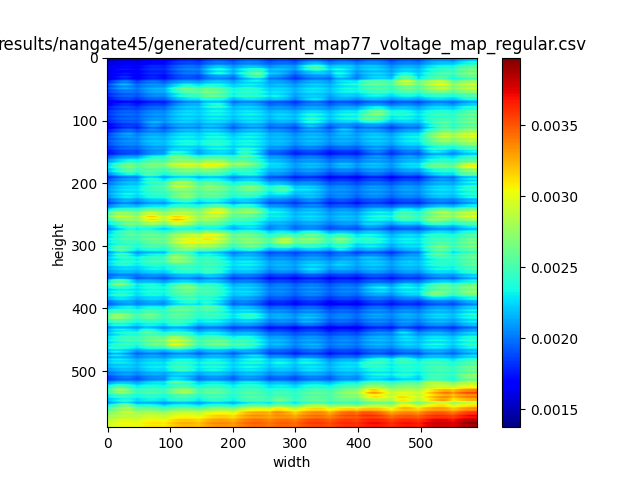 results/nangate45/generated/current_map77_voltage_map_regular.csv
0
100
200
300
400
500
height
0 100 200 300 400 500
width
0.0035
0.0030
0.0025
0.0020
0.0015